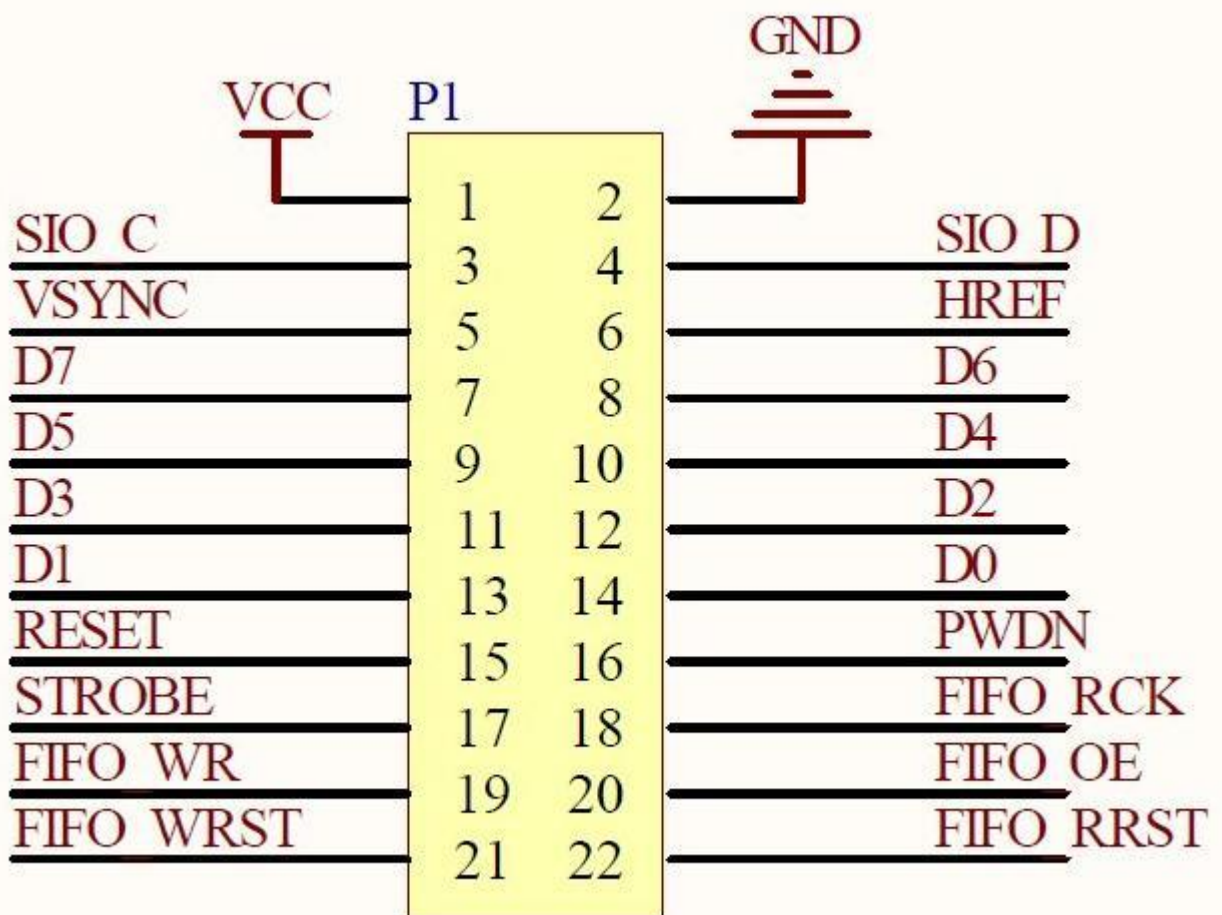 GND
VCC P1
1 2
SIO_C SIO_D
3 4
VSYNC HREF
5 6
D7 D6
7 8
D5 D4
9 10
D3 D2
11 12
D1 D0
13 14
RESET PWDN
15 16
STROBE FIFO_RCK
17 18
FIFO_WR FIFO_OE
19 20
FIFO_WRST FIFO_RRST
21 22